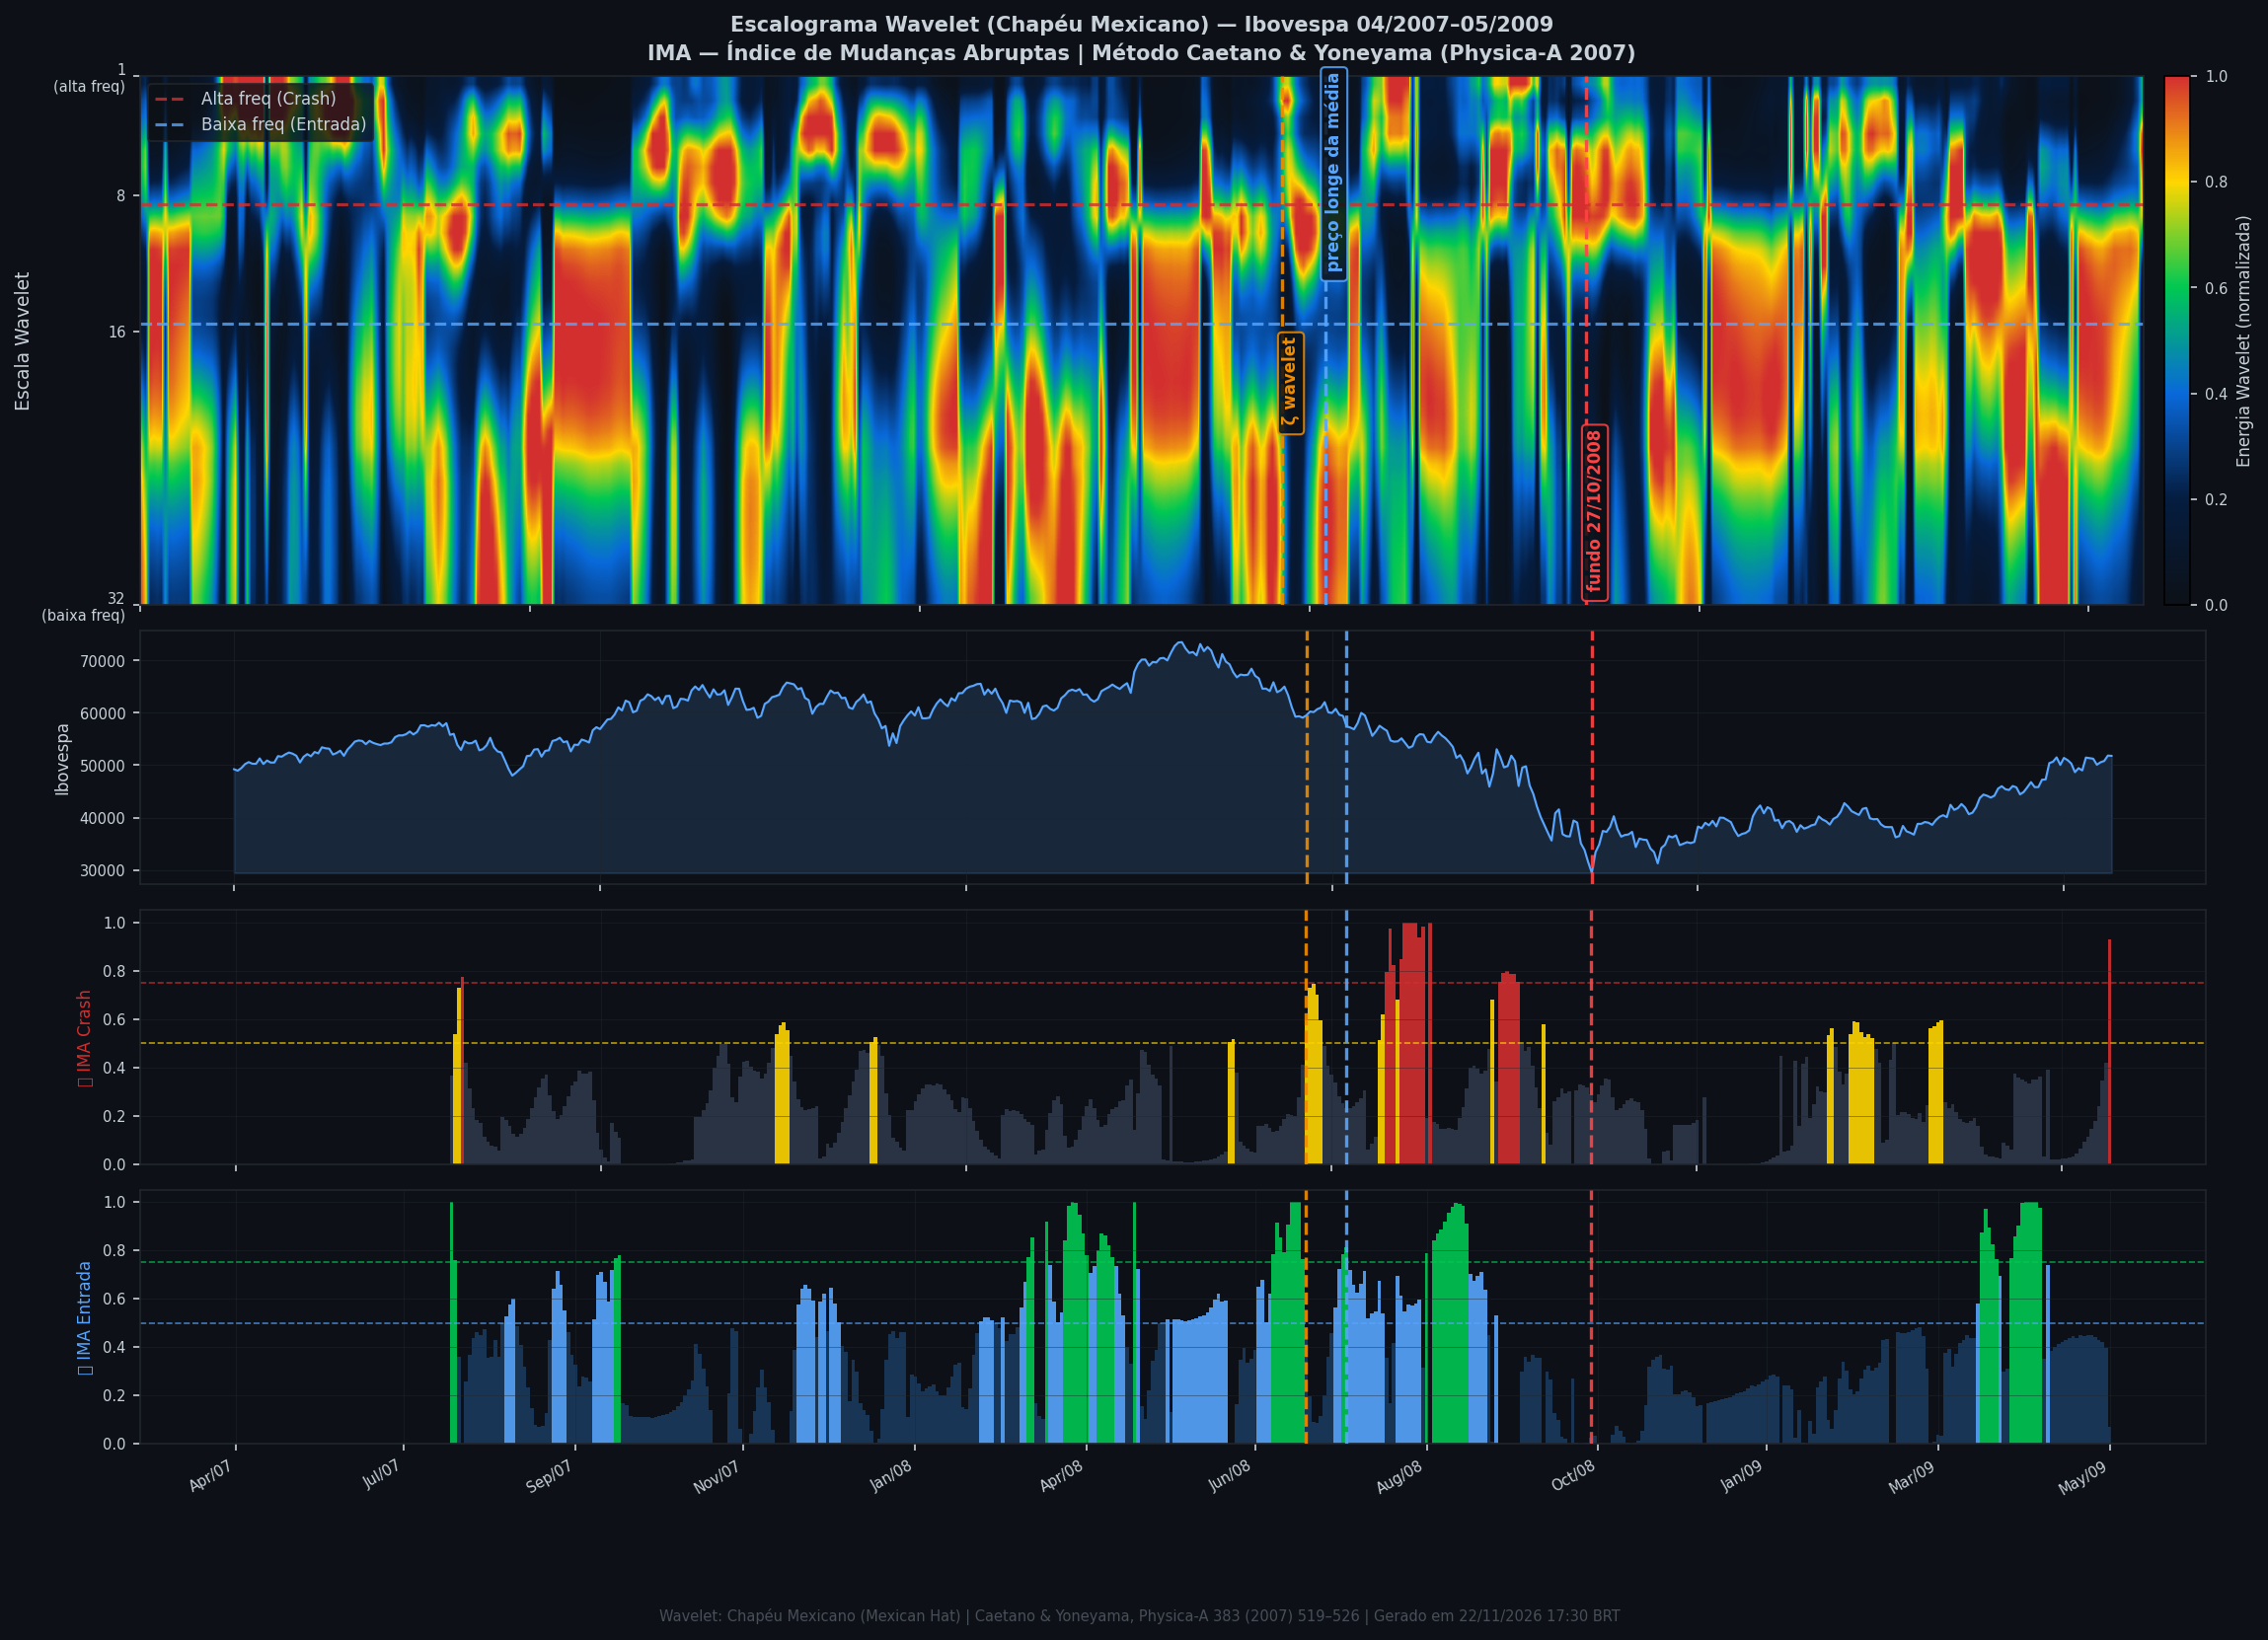 Escalograma Wavelet (Chapéu Mexicano) — Ibovespa 04/2007–05/2009
IMA — Índice de Mudanças Abruptas | Método Caetano & Yoneyama (Physica-A 2007)
1
(alta freq)
8
16
32
(baixa freq)
Escala Wavelet
Alta freq (Crash)
Baixa freq (Entrada)
ζ wavelet
preço longe da média
fundo 27/10/2008
1.0
0.8
0.6
0.4
0.2
0.0
Energia Wavelet (normalizada)
70000
60000
50000
40000
30000
Ibovespa
1.0
0.8
0.6
0.4
0.2
0.0
IMA Crash
1.0
0.8
0.6
0.4
0.2
0.0
IMA Entrada
Apr/07
Jul/07
Sep/07
Nov/07
Jan/08
Apr/08
Jun/08
Aug/08
Oct/08
Jan/09
Mar/09
May/09
Wavelet: Chapéu Mexicano (Mexican Hat) | Caetano & Yoneyama, Physica-A 383 (2007) 519–526 | Gerado em 22/11/2026 17:30 BRT